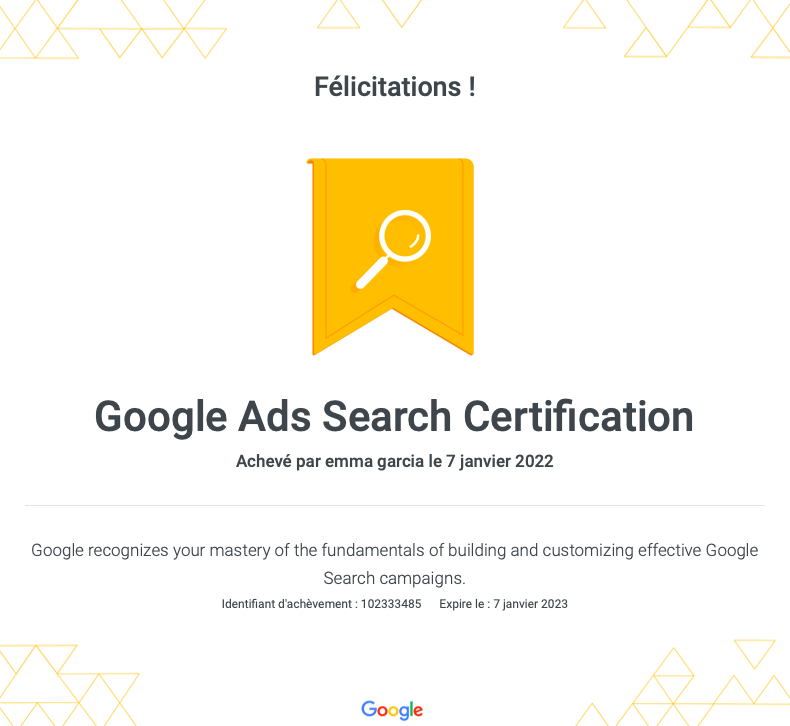 Félicitations !
Google Ads Search Certification
Achevé par emma garcia le 7 janvier 2022
Google recognizes your mastery of the fundamentals of building and customizing effective Google
Search campaigns.
Identifiant d'achèvement : 102333485 Expire le : 7 janvier 2023
Google